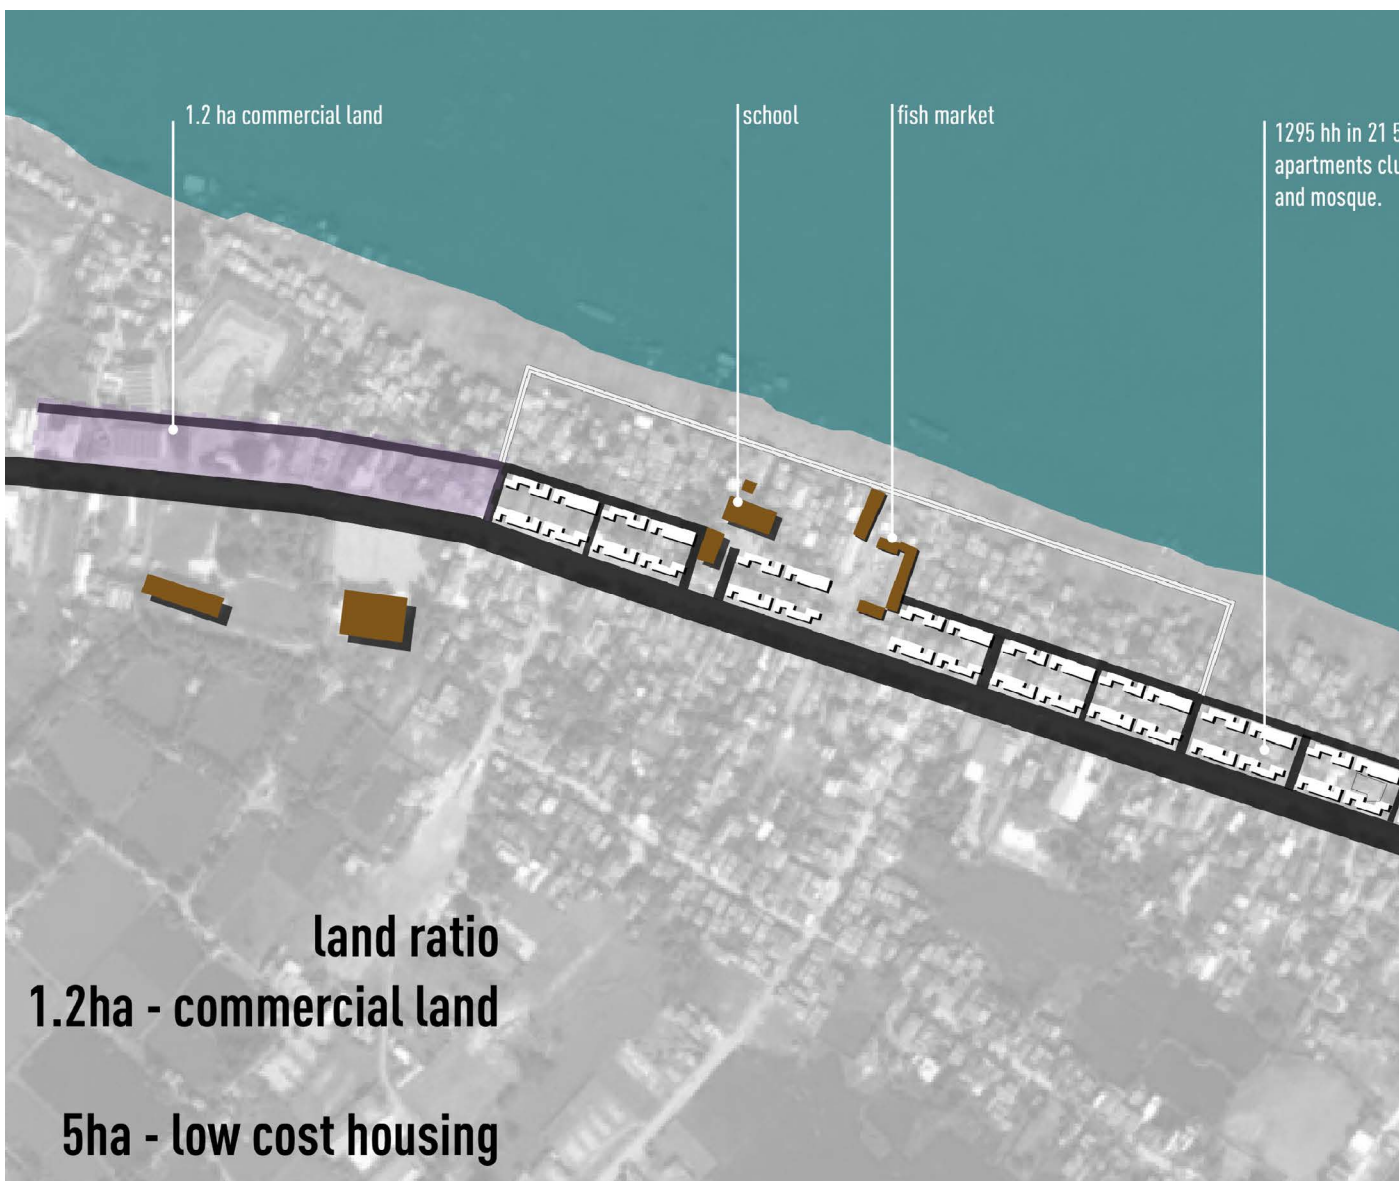 1.2 ha commercial land
school
fish market
1295 hh in 21
apartments
and mosque.
land ratio
1.2ha - commercial land
5ha - low cost housing